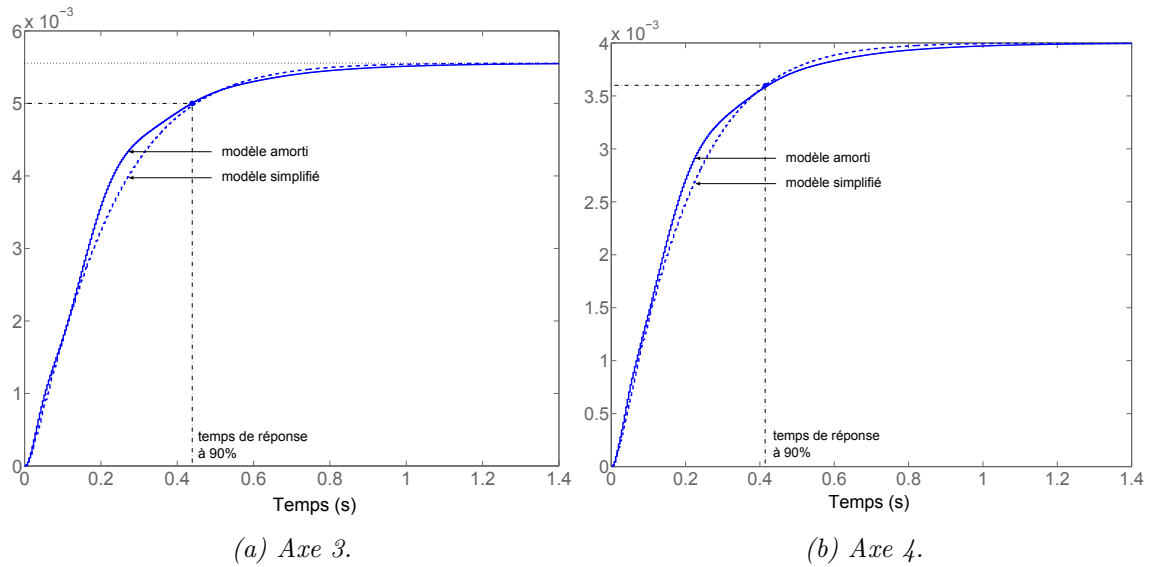 x 10⁻³
6
5
4
3
2
1
0
modèle amorti
modèle simplifié
temps de réponse
à 90%
0 0.2 0.4 0.6 0.8 1 1.2 1.4
Temps (s)
(a) Axe 3.
x 10⁻³
4
3.5
3
2.5
2
1.5
1
0.5
0
modèle amorti
modèle simplifié
temps de réponse
à 90%
0 0.2 0.4 0.6 0.8 1 1.2 1.4
Temps (s)
(b) Axe 4.